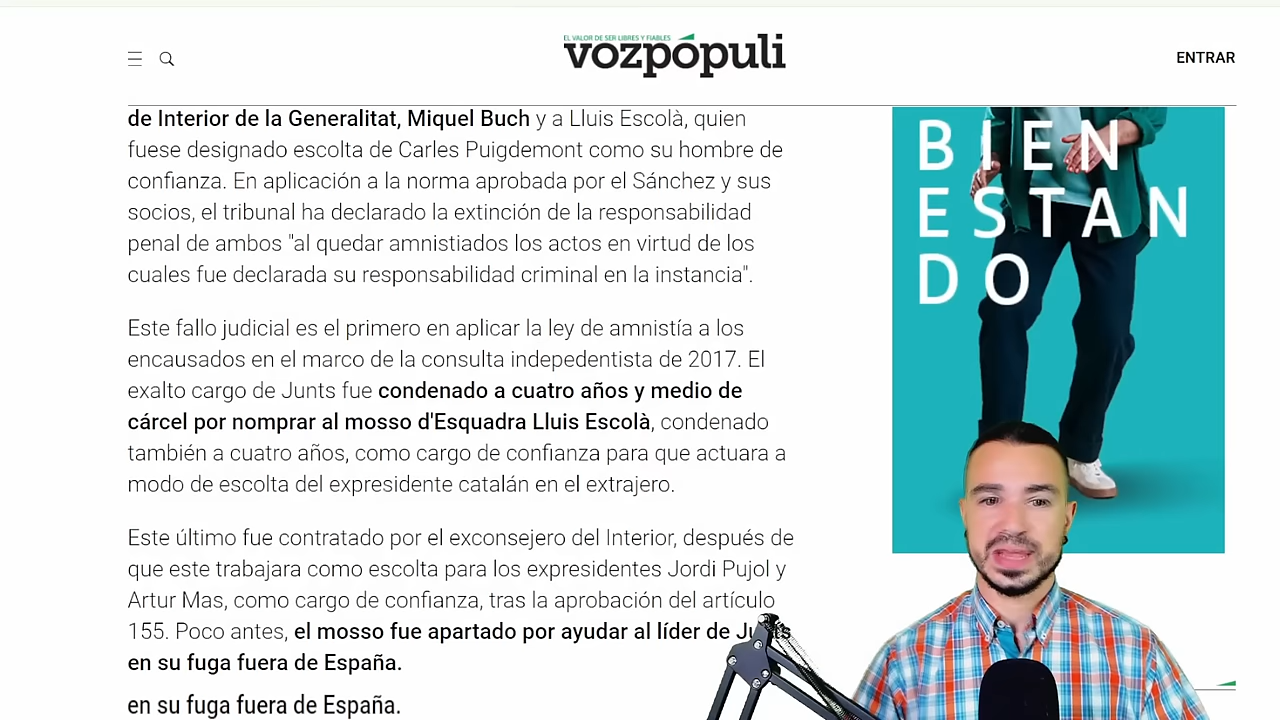 EL VALOR DE SER LIBRES Y FIABLES
vozpópuli
ENTRAR
de Interior de la Generalitat, Miquel Buch y a Lluis Escolà, quien
fuese designado escolta de Carles Puigdemont como su hombre de
confianza. En aplicación a la norma aprobada por el Sánchez y sus
socios, el tribunal ha declarado la extinción de la responsabilidad
penal de ambos "al quedar amnistiados los actos en virtud de los
cuales fue declarada su responsabilidad criminal en la instancia".
Este fallo judicial es el primero en aplicar la ley de amnistía a los
encausados en el marco de la consulta indepedentista de 2017. El
exalto cargo de Junts fue condenado a cuatro años y medio de
cárcel por nomprar al mosso d'Esquadra Lluis Escolà, condenado
también a cuatro años, como cargo de confianza para que actuara a
modo de escolta del expresidente catalán en el extrajero.
Este último fue contratado por el exconsejero del Interior, después de
que este trabajara como escolta para los expresidentes Jordi Pujol y
Artur Mas, como cargo de confianza, tras la aprobación del artículo
155. Poco antes, el mosso fue apartado por ayudar al líder de Junts
en su fuga fuera de España.
en su fuga fuera de España.
BIEN
ESTAN
DO